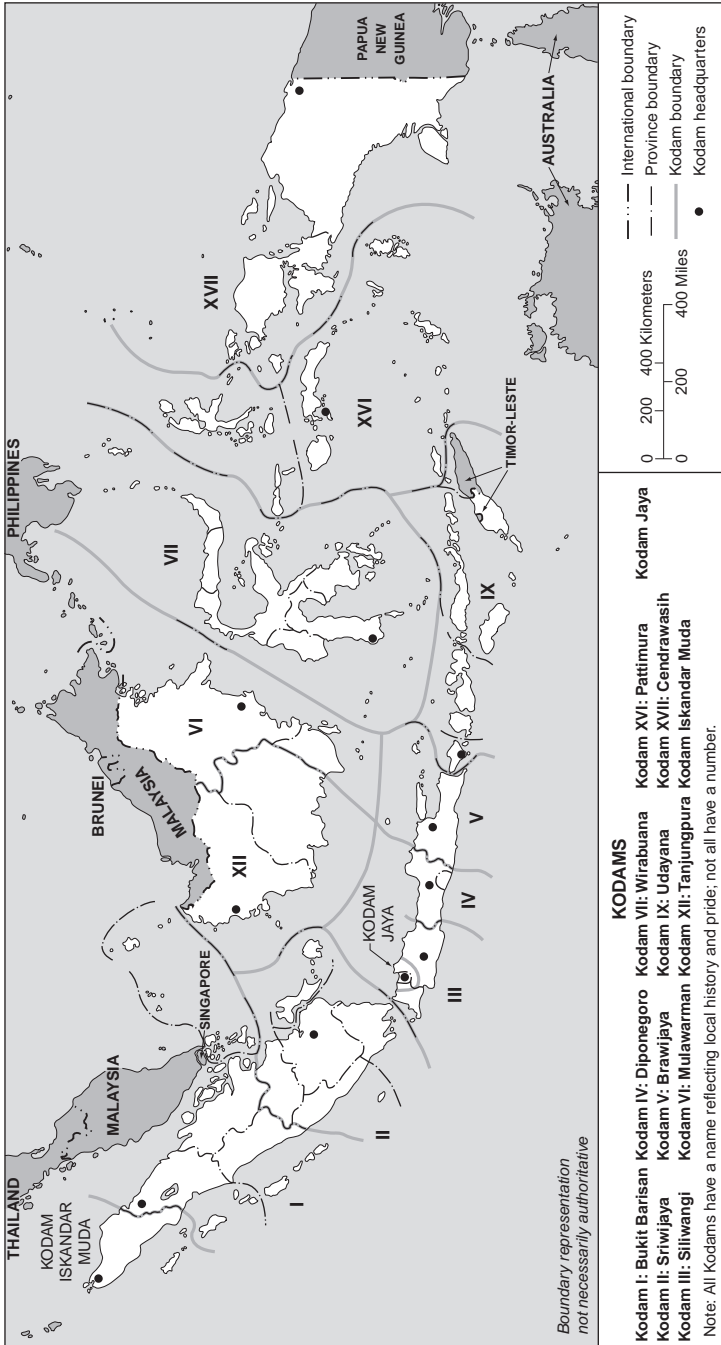 THAILAND
MALAYSIA
KODAM
ISKANDAR
MUDA
SINGAPORE
BRUNEI
MALAYSIA
PHILIPPINES
PAPUA
NEW
GUINEA
AUSTRALIA
TIMOR-LESTE
KODAM
JAYA
I
II
III
IV
V
VI
VII
IX
XII
XVI
XVII
Boundary representation
not necessarily authoritative
KODAMS
Kodam I: Bukit Barisan
Kodam II: Sriwijaya
Kodam III: Siliwangi
Kodam IV: Diponegoro
Kodam V: Brawijaya
Kodam VI: Mulawarman
Kodam VII: Wirabuana
Kodam IX: Udayana
Kodam XII: Tanjungpura
Kodam XVI: Pattimura
Kodam XVII: Cendrawasih
Kodam Iskandar Muda
Kodam Jaya
Note: All Kodams have a name reflecting local history and pride; not all have a number.
0 200 400 Kilometers
0 200 400 Miles
International boundary
Province boundary
Kodam boundary
Kodam headquarters